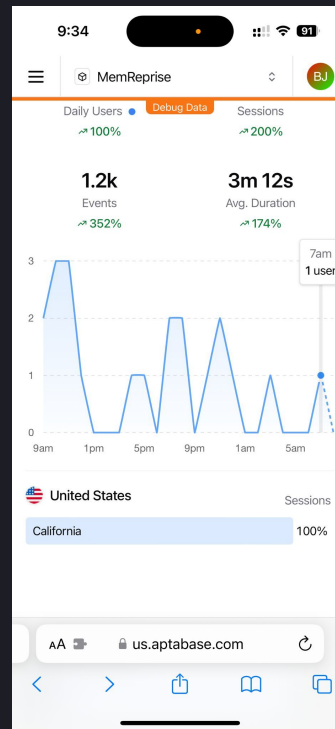 9:34
91
MemReprise
BJ
Debug Data
Daily Users
Sessions
100%
200%
1.2k
3m 12s
Events
Avg. Duration
352%
174%
7am
1 user
3
2
1
0
9am
1pm
5pm
9pm
1am
5am
United States
Sessions
California
100%
AA
us.aptabase.com